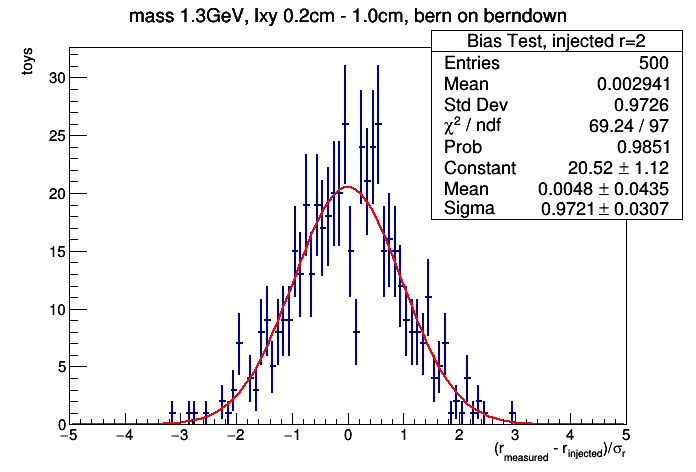 mass 1.3GeV, lxy 0.2cm - 1.0cm, bern on berndown
toys
Bias Test, injected r=2
Entries 500
Mean 0.002941
Std Dev 0.9726
χ² / ndf 69.24 / 97
Prob 0.9851
Constant 20.52 ± 1.12
Mean 0.0048 ± 0.0435
Sigma 0.9721 ± 0.0307
30
25
20
15
10
5
0
−5 −4 −3 −2 −1 0 1 2 3 4 5
(r_measured - r_injected)/σ_r